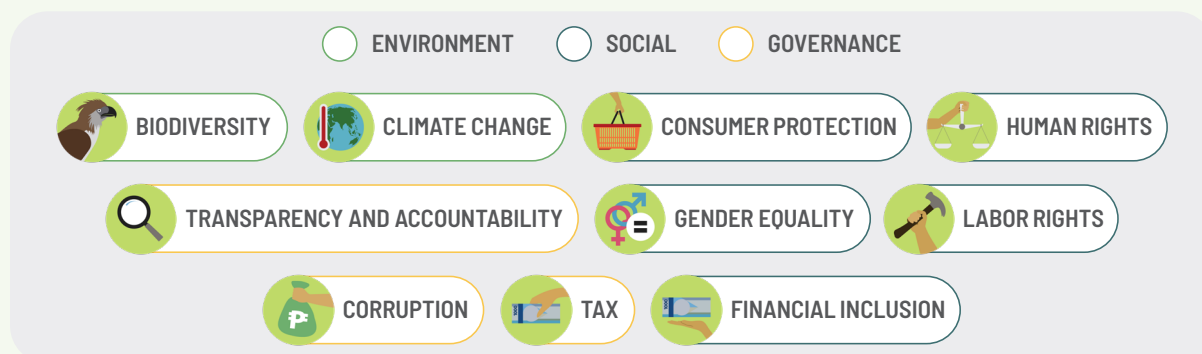 ENVIRONMENT SOCIAL GOVERNANCE
BIODIVERSITY CLIMATE CHANGE CONSUMER PROTECTION HUMAN RIGHTS
TRANSPARENCY AND ACCOUNTABILITY GENDER EQUALITY LABOR RIGHTS
CORRUPTION TAX FINANCIAL INCLUSION